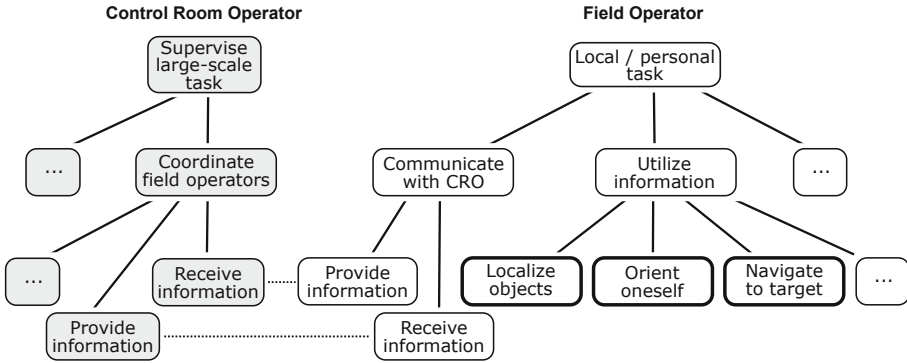 Control Room Operator
Field Operator
Supervise
large-scale
task
Local / personal
task
...
Coordinate
field operators
Communicate
with CRO
Utilize
information
...
...
Receive
information
Provide
information
Localize
objects
Orient
oneself
Navigate
to target
...
Provide
information
Receive
information